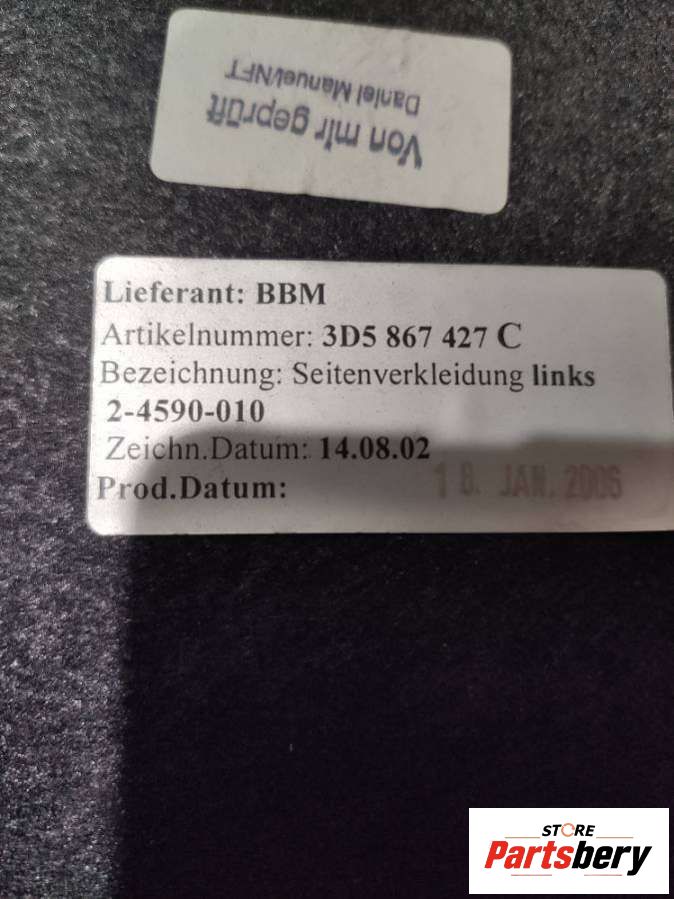 Von mir geprüft
Daniel Manuel/NFT
Lieferant: BBM
Artikelnummer: 3D5 867 427 C
Bezeichnung: Seitenverkleidung links
2-4590-010
Zeichn.Datum: 14.08.02
Prod.Datum: 18. JAN. 2006
STORE
Partsbery